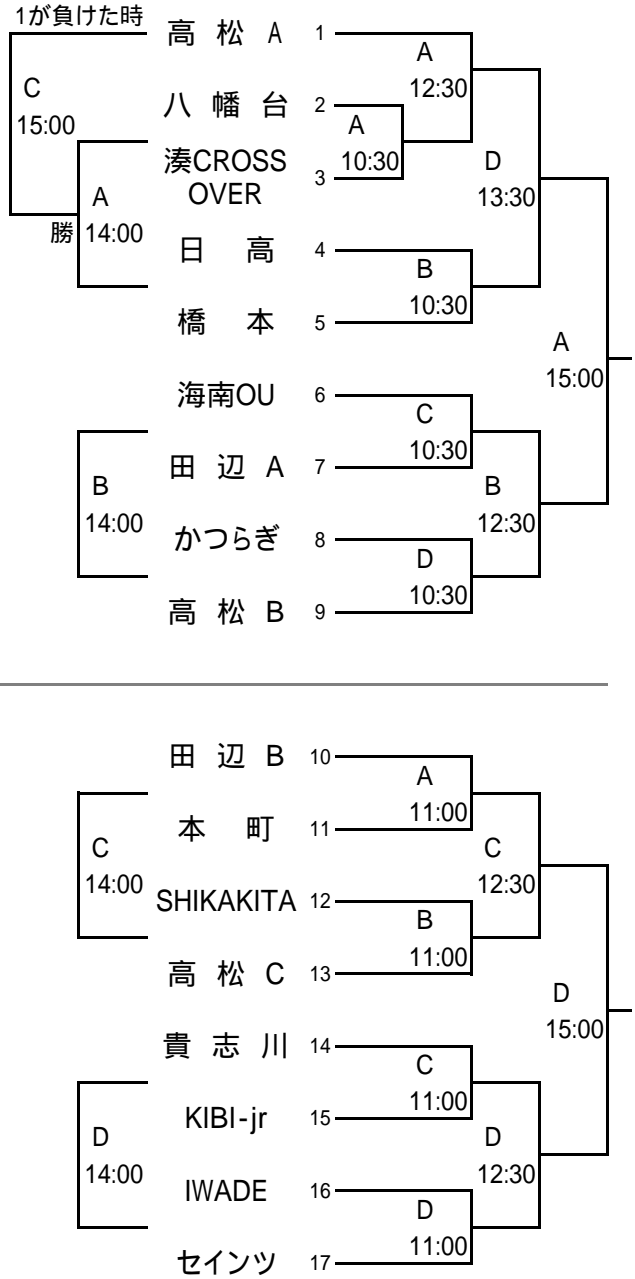 1が負けた時
高松A 1
A
12:30
C
15:00
八幡台 2
A
10:30
湊CROSS
OVER 3
D
13:30
A
勝 14:00
日高 4
B
10:30
橋本 5
A
15:00
海南OU 6
C
10:30
田辺A 7
B
14:00
B
12:30
かつらぎ 8
D
10:30
高松B 9
田辺B 10
A
11:00
本町 11
C
14:00
C
12:30
SHIKAKITA 12
B
11:00
高松C 13
D
15:00
貴志川 14
C
11:00
KIBI-jr 15
D
14:00
D
12:30
IWADE 16
D
11:00
セインツ 17